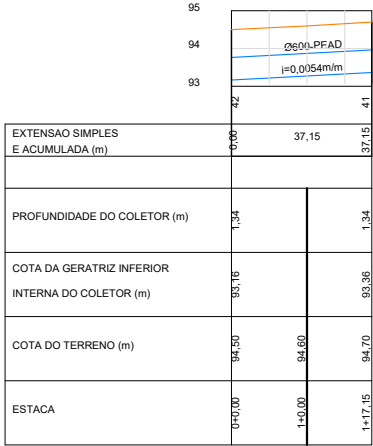 95
94
93
Ø600-PEAD
i=0,0054m/m
42
41
EXTENSAO SIMPLES
E ACUMULADA (m)
0,00
37,15
37,15
PROFUNDIDADE DO COLETOR (m)
1,34
1,34
COTA DA GERATRIZ INFERIOR
INTERNA DO COLETOR (m)
93,16
93,36
COTA DO TERRENO (m)
94,50
94,60
94,70
ESTACA
0+0,00
1+0,00
1+17,15